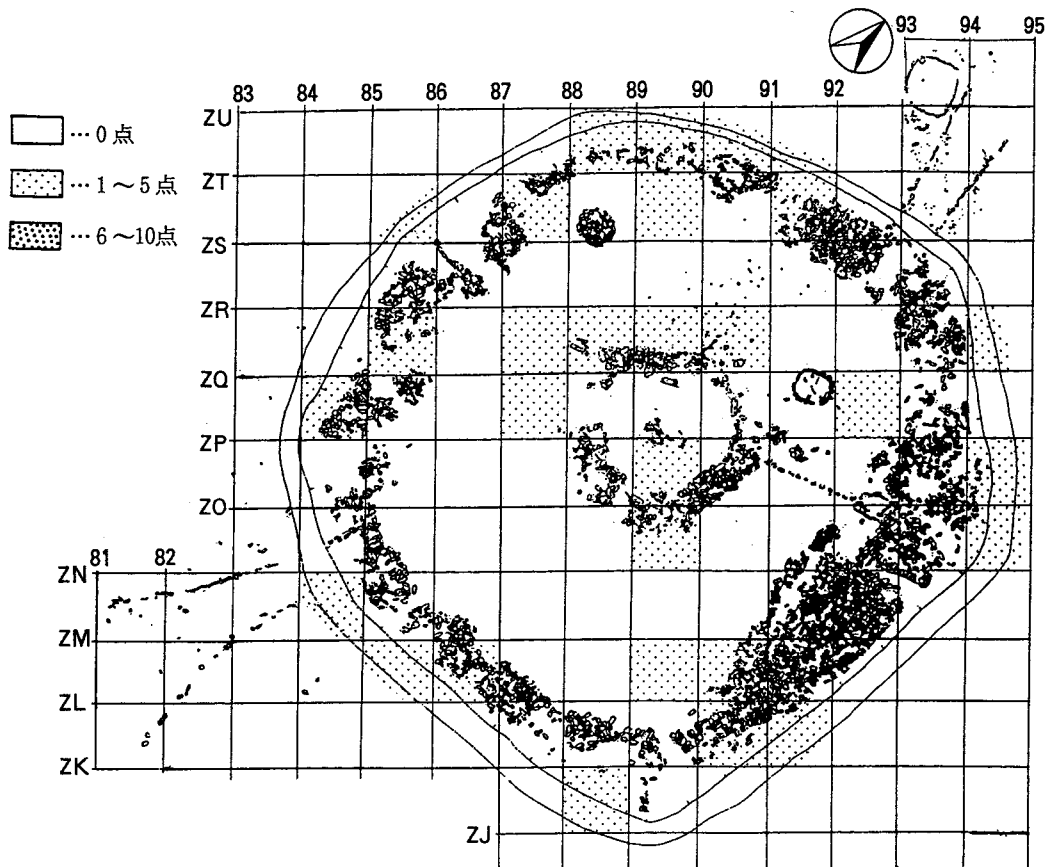 93 94 95
83 84 85 86 87 88 89 90 91 92
ZU
…0点
ZT
…1～5点
ZS
…6～10点
ZR
ZQ
ZP
ZO
81 82
ZN
ZM
ZL
ZK
ZJ